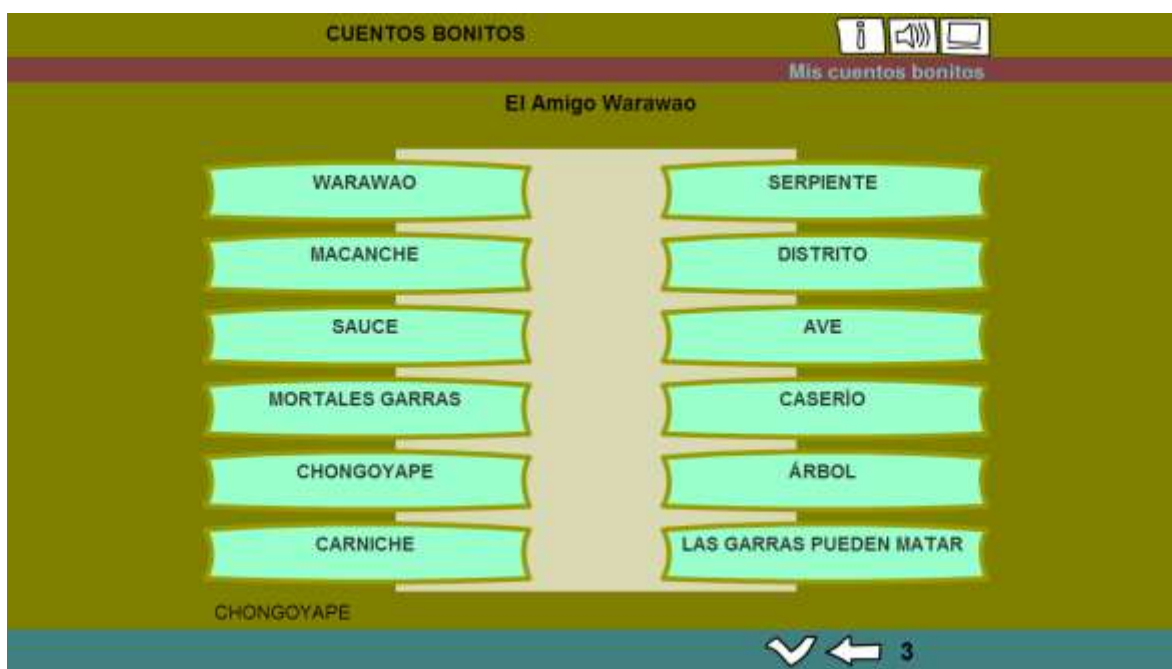 CUENTOS BONITOS
Mis cuentos bonitos
El Amigo Warawao
WARAWAO
SERPIENTE
MACANCHE
DISTRITO
SAUCE
AVE
MORTALES GARRAS
CASERÌO
CHONGOYAPE
ÁRBOL
CARNICHE
LAS GARRAS PUEDEN MATAR
CHONGOYAPE
3